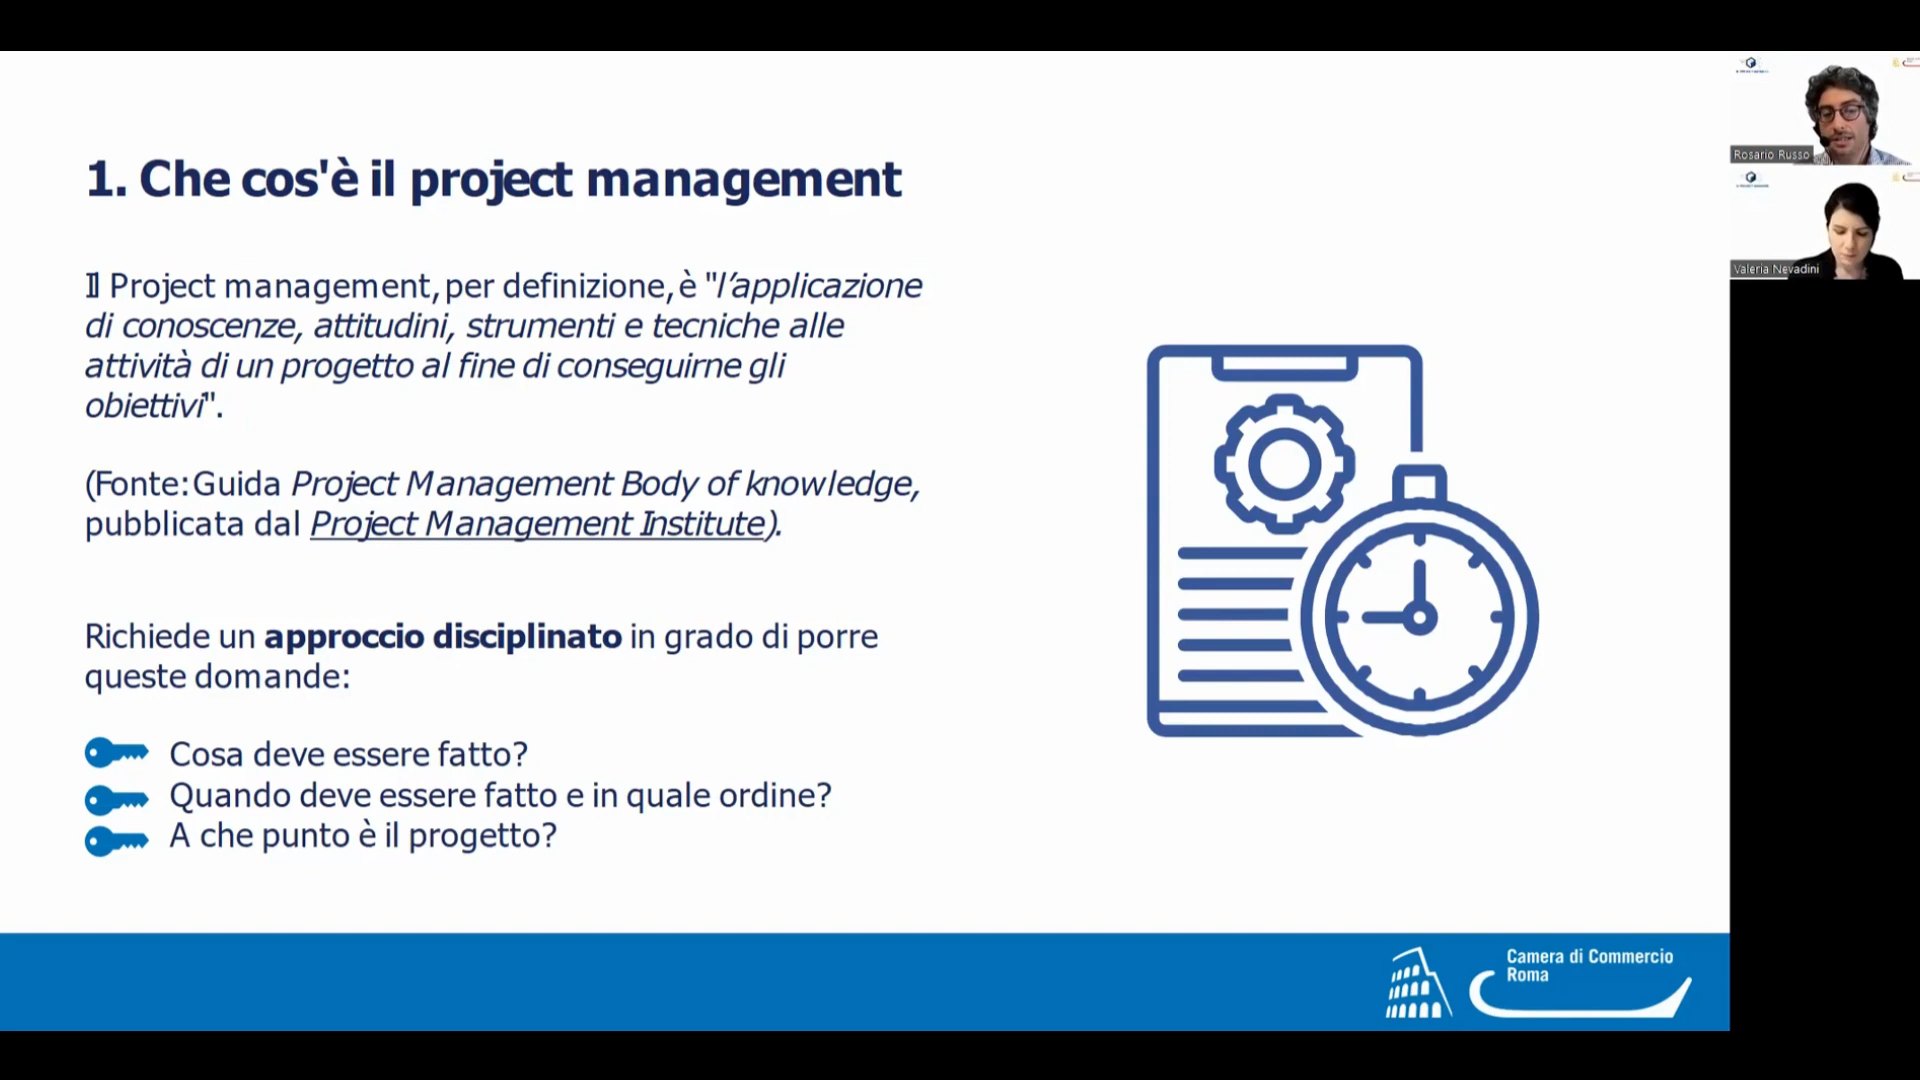 1. Che cos'è il project management
Il Project management, per definizione, è "l’applicazione
di conoscenze, attitudini, strumenti e tecniche alle
attività di un progetto al fine di conseguirne gli
obiettivi".
(Fonte: Guida Project Management Body of knowledge,
pubblicata dal Project Management Institute).
Richiede un approccio disciplinato in grado di porre
queste domande:
Cosa deve essere fatto?
Quando deve essere fatto e in quale ordine?
A che punto è il progetto?
Camera di Commercio
Roma
Rosario Russo
Valeria Nevadini